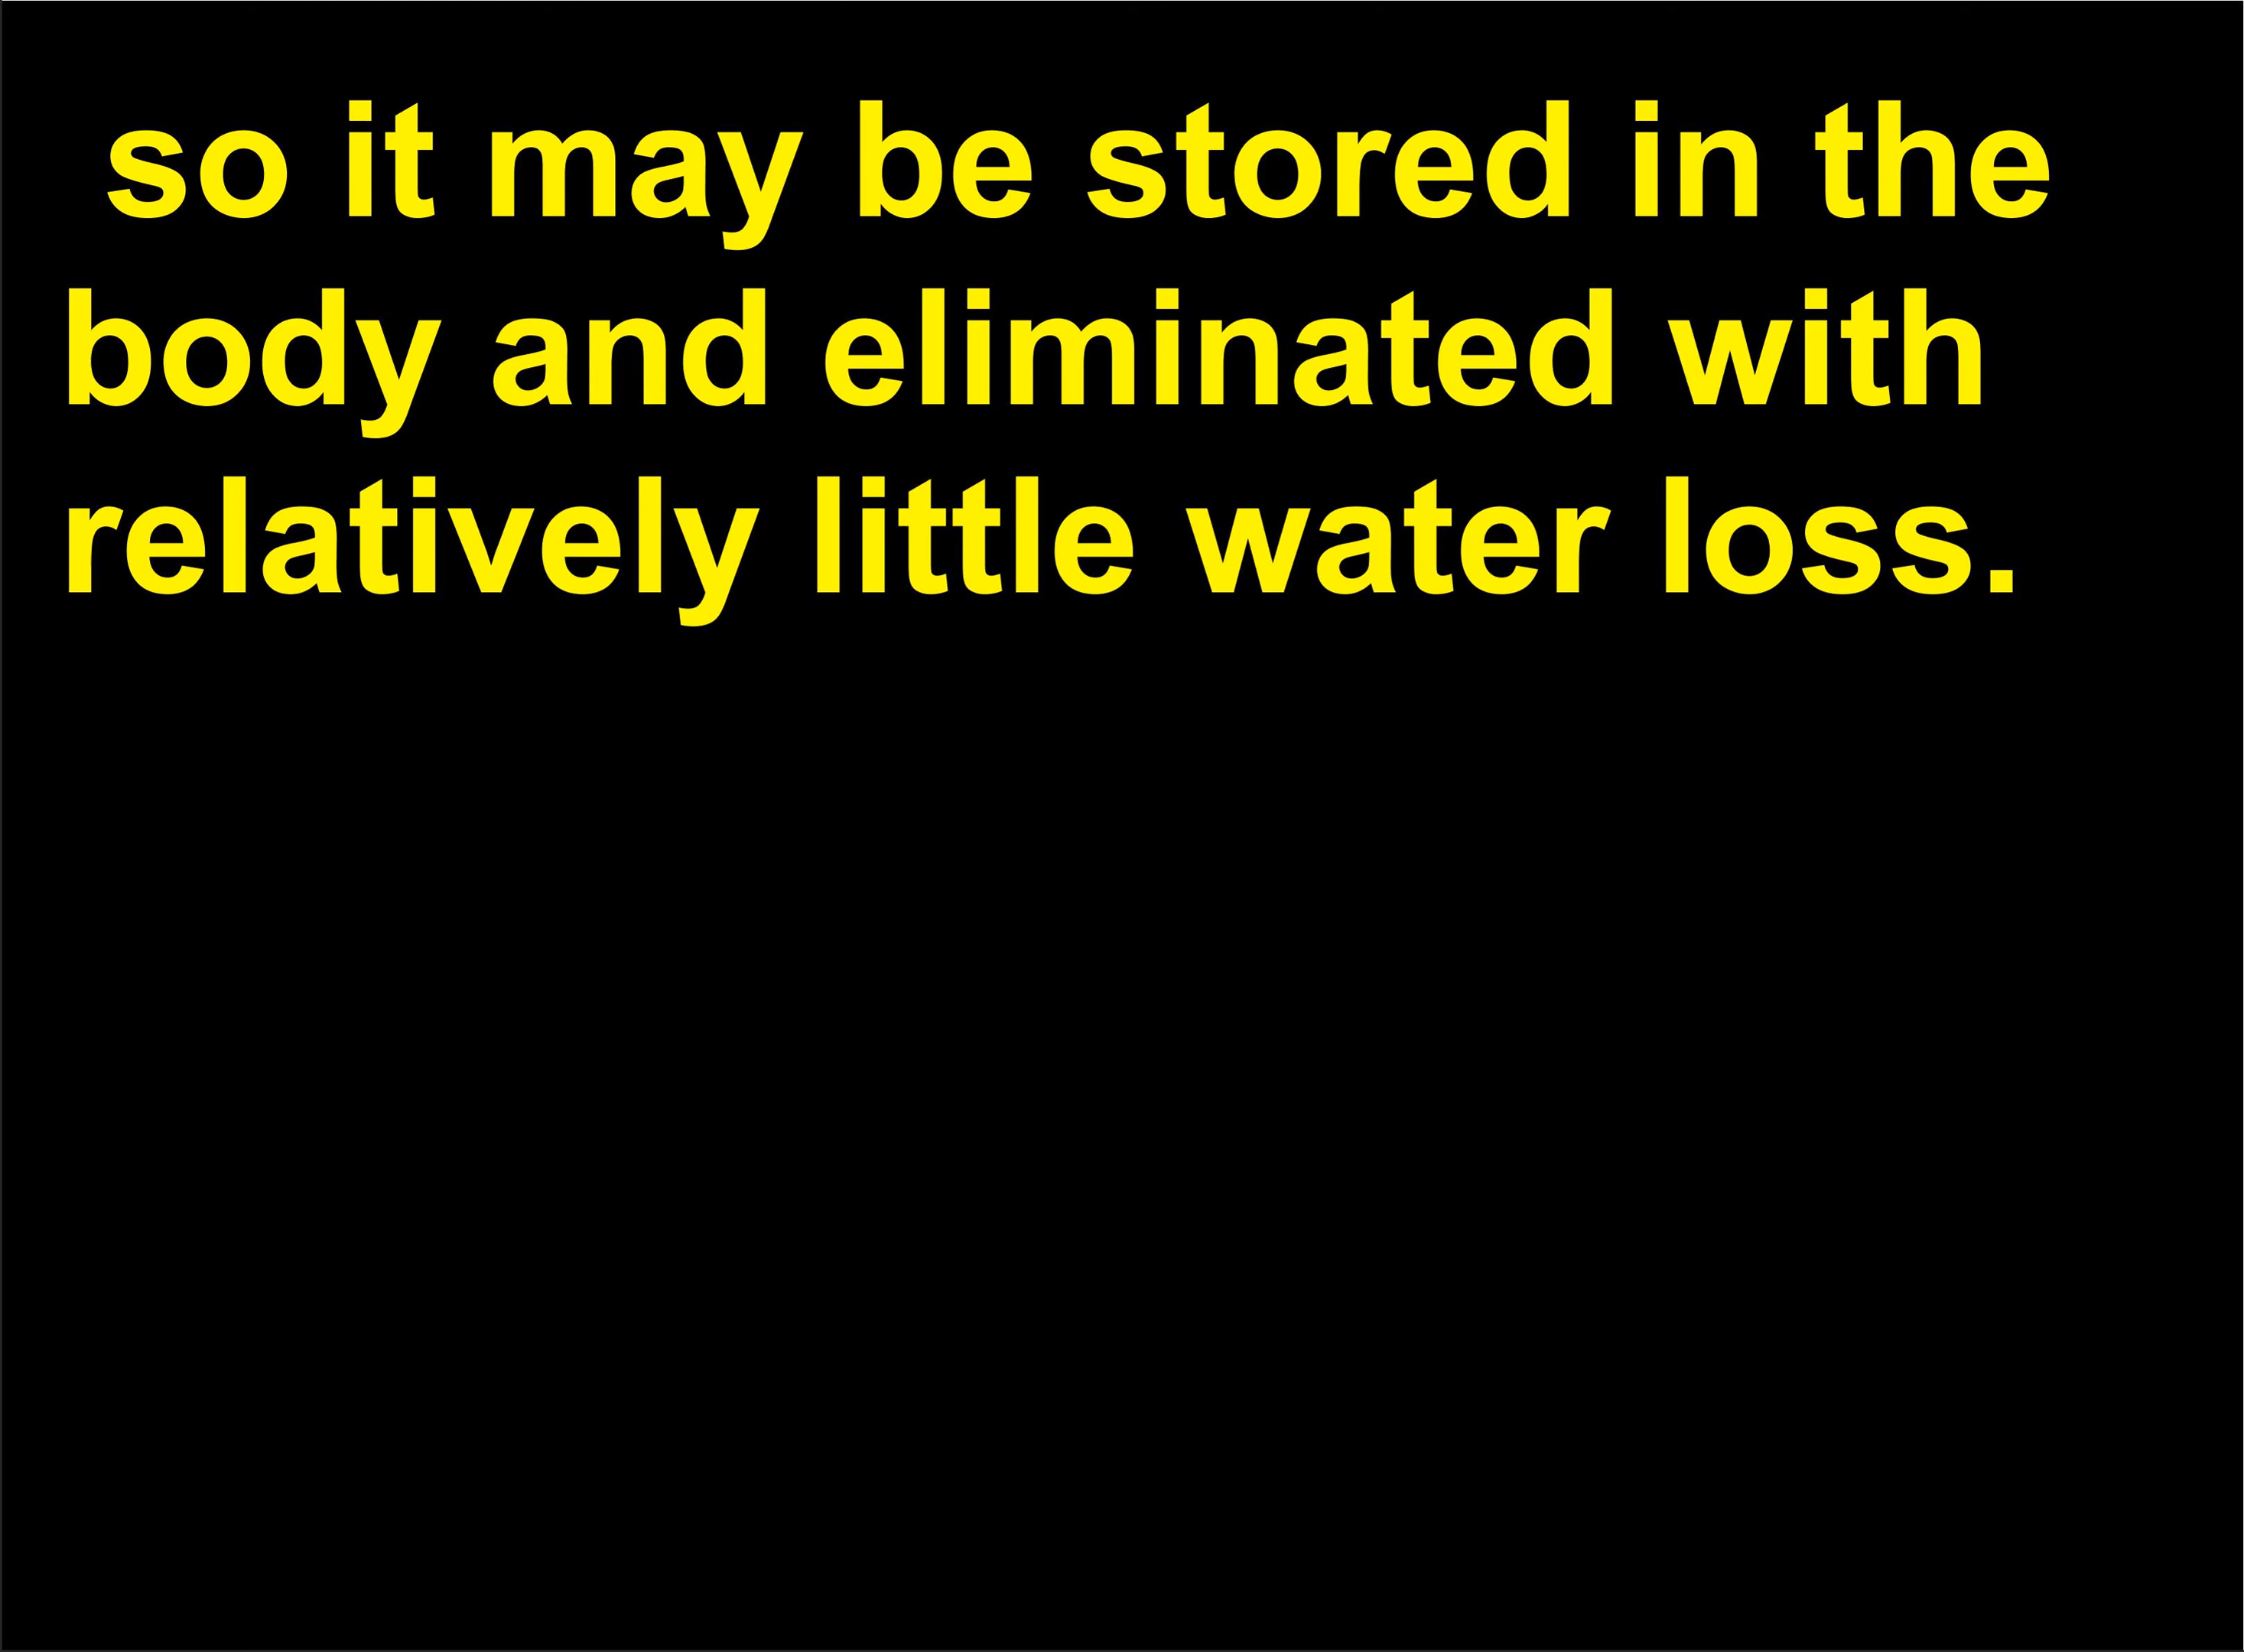 so it may be stored in the
body and eliminated with
relatively little water loss.